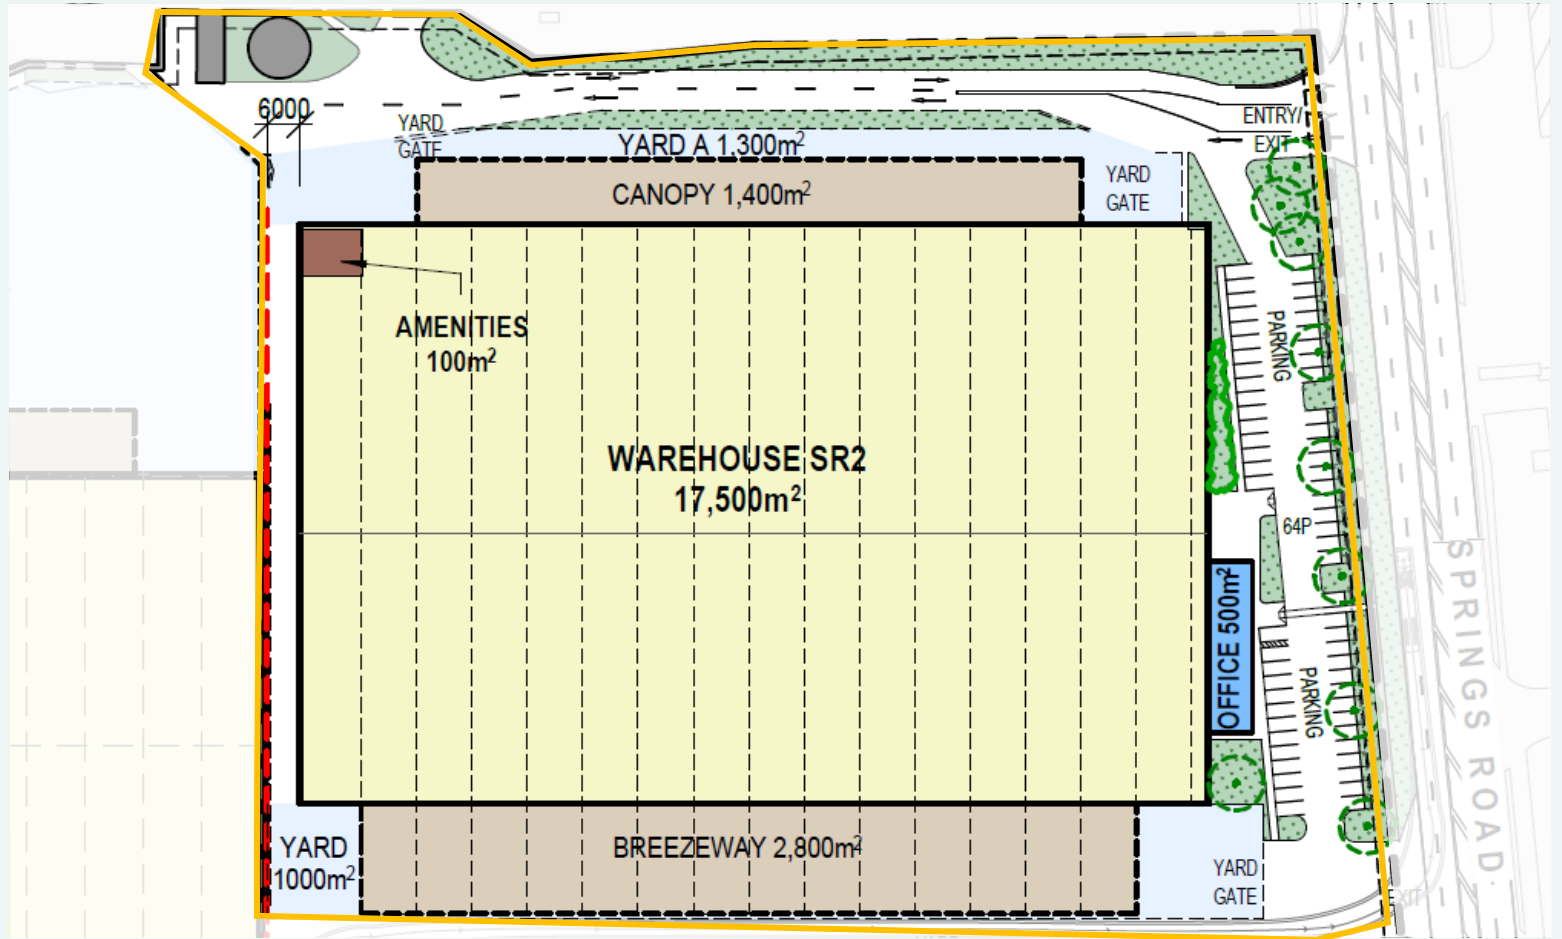 6000
YARD
GATE
YARD A 1,300m²
ENTRY/
EXIT
CANOPY 1,400m²
YARD
GATE
AMENITIES
100m²
PARKING
WAREHOUSE SR2
17,500m²
64P
OFFICE 500m²
PARKING
SPRINGS ROAD
YARD
1000m²
BREEZEWAY 2,800m²
YARD
GATE
EXIT